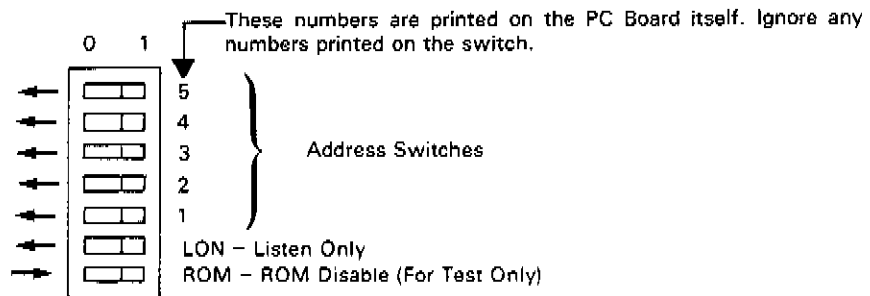 These numbers are printed on the PC Board itself. Ignore any
numbers printed on the switch.
0 1
5
4
3
Address Switches
2
1
LON – Listen Only
ROM – ROM Disable (For Test Only)